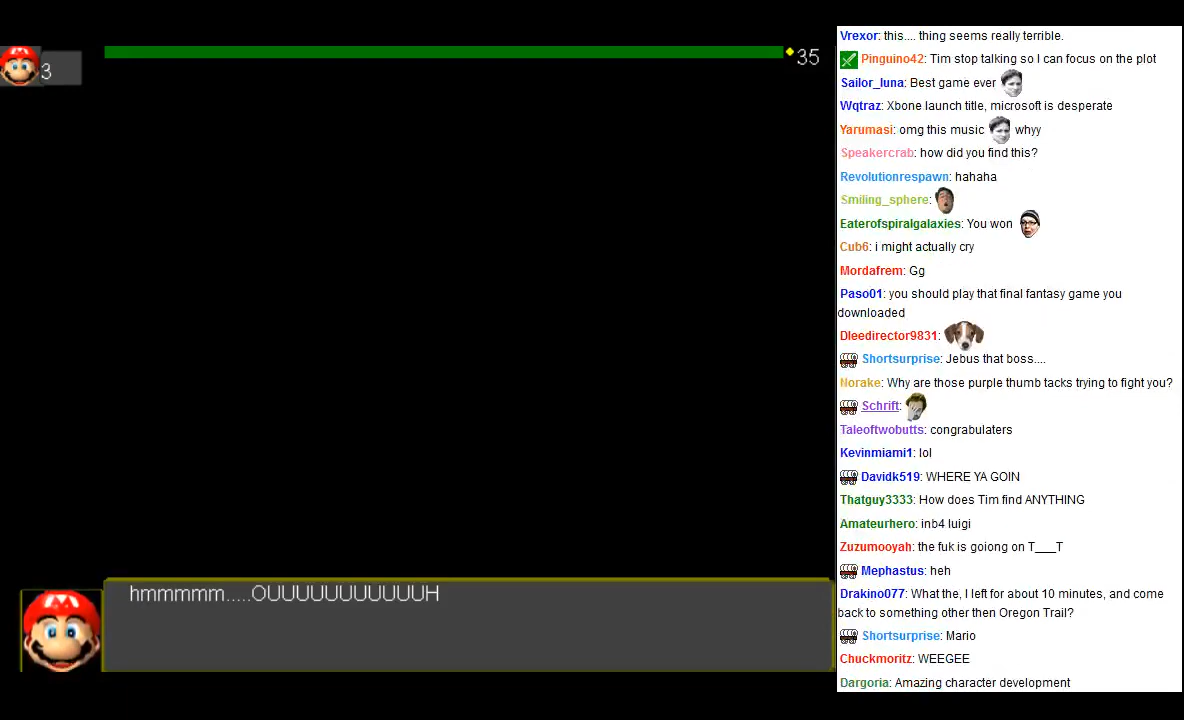 3
35
hmmmmm.....OUUUUUUUUUUUH
Vrexor: this.... thing seems really terrible.
Pinguino42: Tim stop talking so I can focus on the plot
Sailor_luna: Best game ever
Wqtraz: Xbone launch title, microsoft is desperate
Yarumasi: omg this music whyy
Speakercrab: how did you find this?
Revolutionrespawn: hahaha
Smiling_sphere:
Eaterofspiralgalaxies: You won
Cub6: i might actually cry
Mordafrem: Gg
Paso01: you should play that final fantasy game you
downloaded
Dleedirector9831:
Shortsurprise: Jebus that boss....
Norake: Why are those purple thumb tacks trying to fight you?
Schrift:
Taleoftwobutts: congrabulaters
Kevinmiami1: lol
Davidk519: WHERE YA GOIN
Thatguy3333: How does Tim find ANYTHING
Amateurhero: inb4 luigi
Zuzumooyah: the fuk is goiong on T___T
Mephastus: heh
Drakino077: What the, I left for about 10 minutes, and come
back to something other then Oregon Trail?
Shortsurprise: Mario
Chuckmoritz: WEEGEE
Dargoria: Amazing character development